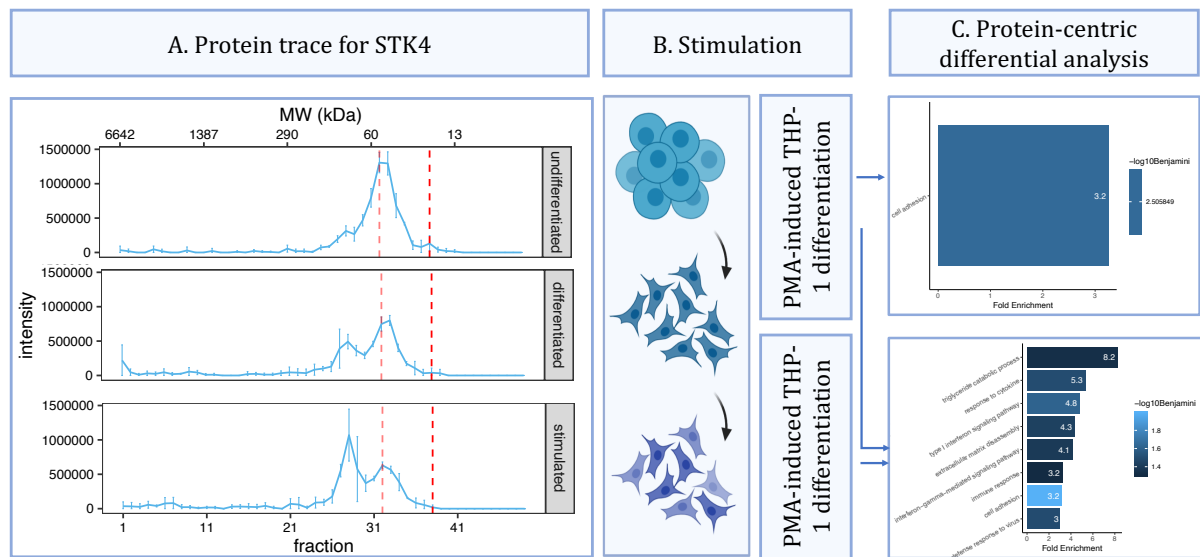 A. Protein trace for STK4
B. Stimulation
C. Protein-centric
differential analysis
MW (kDa)
6642 1387 290 60 13
1500000
1000000
500000
0
undifferentiated
1500000
1000000
500000
0
differentiated
1500000
1000000
500000
0
stimulated
intensity
1 11 21 31 41
fraction
PMA-induced THP-
1 differentiation
PMA-induced THP-
1 differentiation
cell adhesion
3.2
0 1 2 3
Fold Enrichment
−log10Benjamini
2.505849
triglyceride catabolic process
8.2
response to cytokine
5.3
type I interferon signaling pathway
4.8
extracellular matrix disassembly
4.3
interferon−gamma−mediated signaling pathway
4.1
immune response
3.2
cell adhesion
3.2
defense response to virus
3
0 2 4 6 8
Fold Enrichment
−log10Benjamini
1.8
1.6
1.4